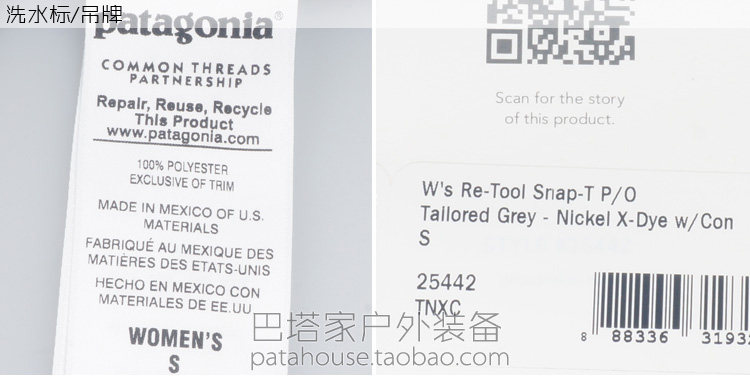 洗水标/吊牌
patagonia®
COMMON THREADS
PARTNERSHIP
Repair, Reuse, Recycle
This Product
www.patagonia.com
100% POLYESTER
EXCLUSIVE OF TRIM
MADE IN MEXICO OF U.S.
MATERIALS
FABRIQUÉ AU MEXIQUE DES
MATIÈRES DES ETATS-UNIS
HECHO EN MEXICO CON
MATERIALES DE EE.UU
WOMEN'S
S
Scan for the story
of this product.
W's Re-Tool Snap-T P/O
Tallored Grey - Nickel X-Dye w/Con
S
25442
TNXC
8 88336 3193
巴塔家户外装备
patahouse.taobao.com